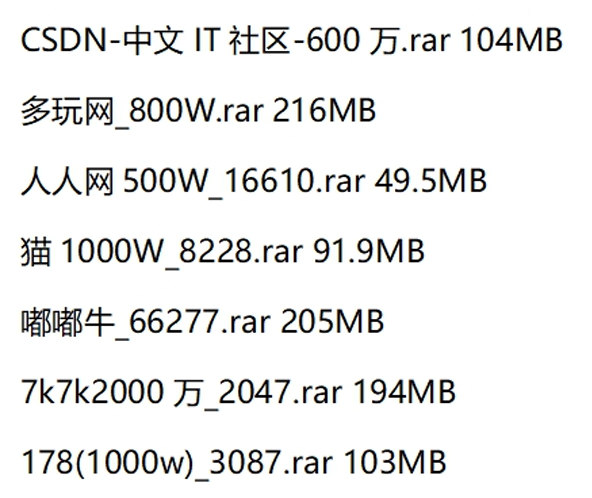 CSDN-中文 IT 社区-600 万.rar 104MB
多玩网_800W.rar 216MB
人人网 500W_16610.rar 49.5MB
猫 1000W_8228.rar 91.9MB
嘟嘟牛_66277.rar 205MB
7k7k2000 万_2047.rar 194MB
178(1000w)_3087.rar 103MB